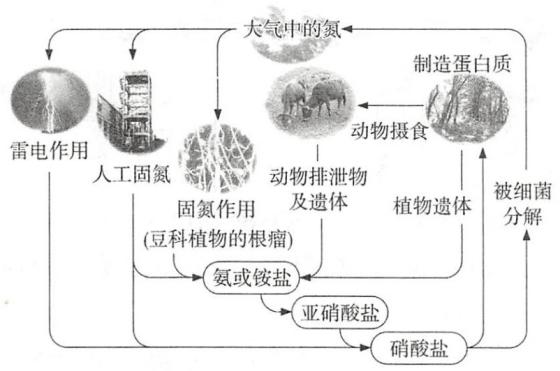 大气中的氮
制造蛋白质
动物摄食
雷电作用
人工固氮
固氮作用
(豆科植物的根瘤)
动物排泄物
及遗体
植物遗体
被细菌
分解
氨或铵盐
亚硝酸盐
硝酸盐